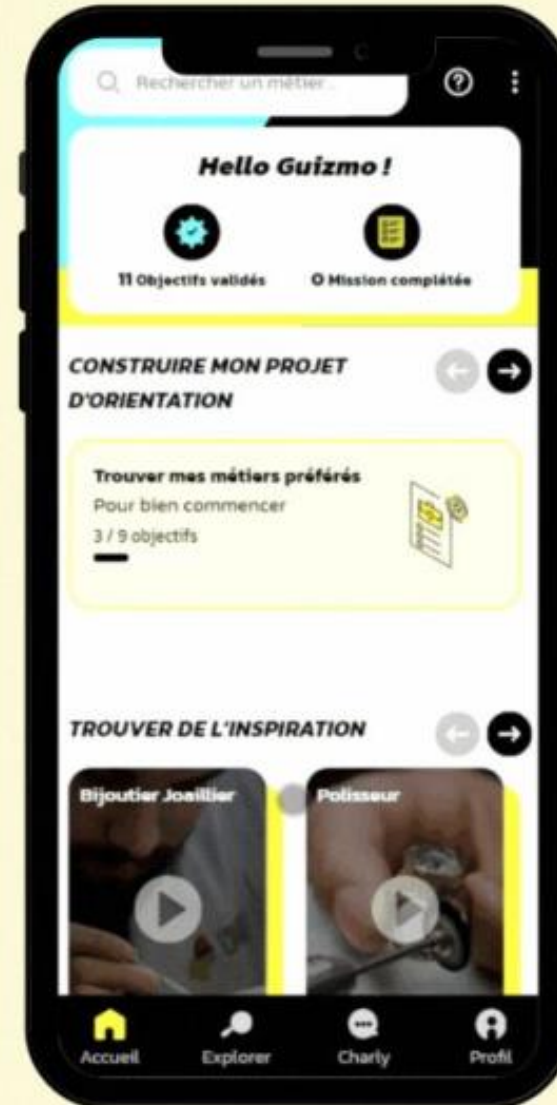 Rechercher un métier...
Hello Guizmo !
11 Objectifs validés
0 Mission complétée
CONSTRUIRE MON PROJET
D'ORIENTATION
Trouver mes métiers préférés
Pour bien commencer
3 / 9 objectifs
TROUVER DE L'INSPIRATION
Bijoutier Joaillier
Polisseur
Accueil
Explorer
Charly
Profil